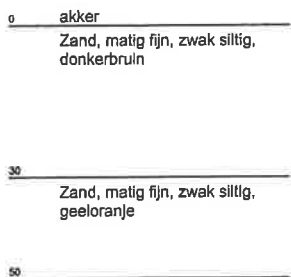 0 akker
Zand, matig fijn, zwak siltig,
donkerbruin
30
Zand, matig fijn, zwak siltig,
geeloranje
50